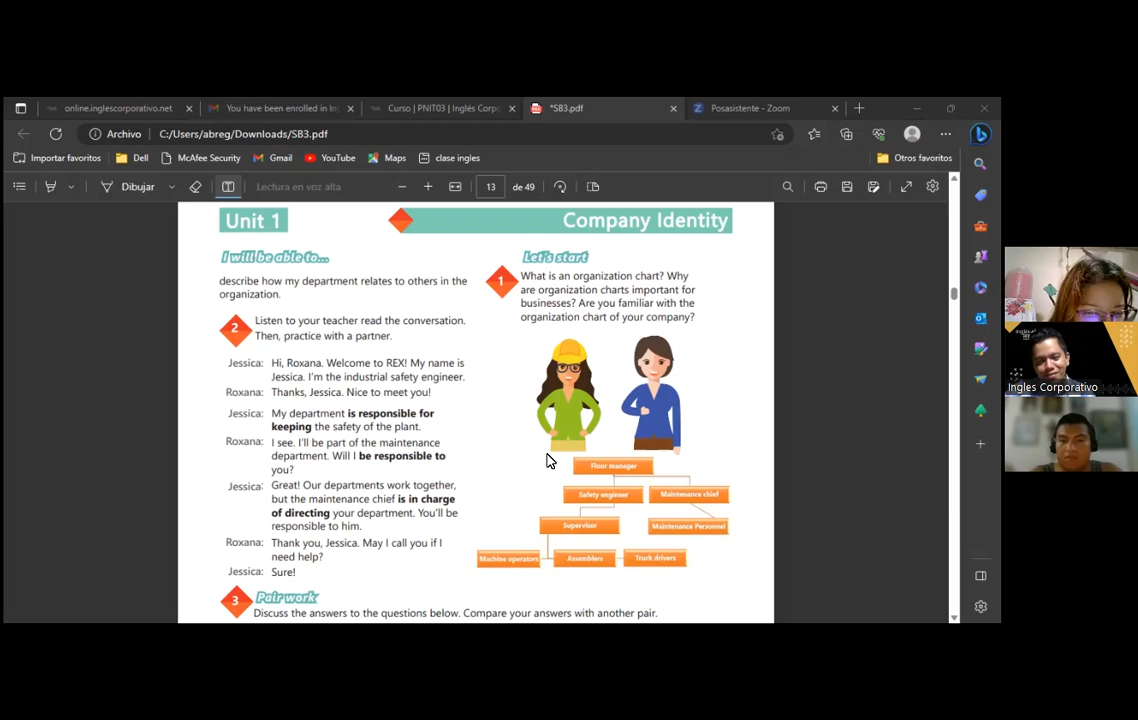 online.inglescorporativo.net
You have been enrolled in In
Curso | PNIT03 | Inglés Corpo
*SB3.pdf
Posasistente - Zoom
Archivo
C:/Users/abreg/Downloads/SB3.pdf
Importar favoritos
Dell
McAfee Security
Gmail
YouTube
Maps
clase ingles
Otros favoritos
Dibujar
Lectura en voz alta
13
de 49
Unit 1
Company Identity
I will be able to...
describe how my department relates to others in the
organization.
2
Listen to your teacher read the conversation.
Then, practice with a partner.
Jessica: Hi, Roxana. Welcome to REX! My name is
Jessica. I'm the industrial safety engineer.
Roxana: Thanks, Jessica. Nice to meet you!
Jessica: My department is responsible for
keeping the safety of the plant.
Roxana: I see. I'll be part of the maintenance
department. Will I be responsible to
you?
Jessica: Great! Our departments work together,
but the maintenance chief is in charge
of directing your department. You'll be
responsible to him.
Roxana: Thank you, Jessica. May I call you if I
need help?
Jessica: Sure!
Let's start
1
What is an organization chart? Why
are organization charts important for
businesses? Are you familiar with the
organization chart of your company?
Floor manager
Safety engineer
Maintenance chief
Supervisor
Maintenance Personnel
Machine operators
Assemblers
Truck drivers
3
Pair work
Discuss the answers to the questions below. Compare your answers with another pair.
Ingles Corporativo